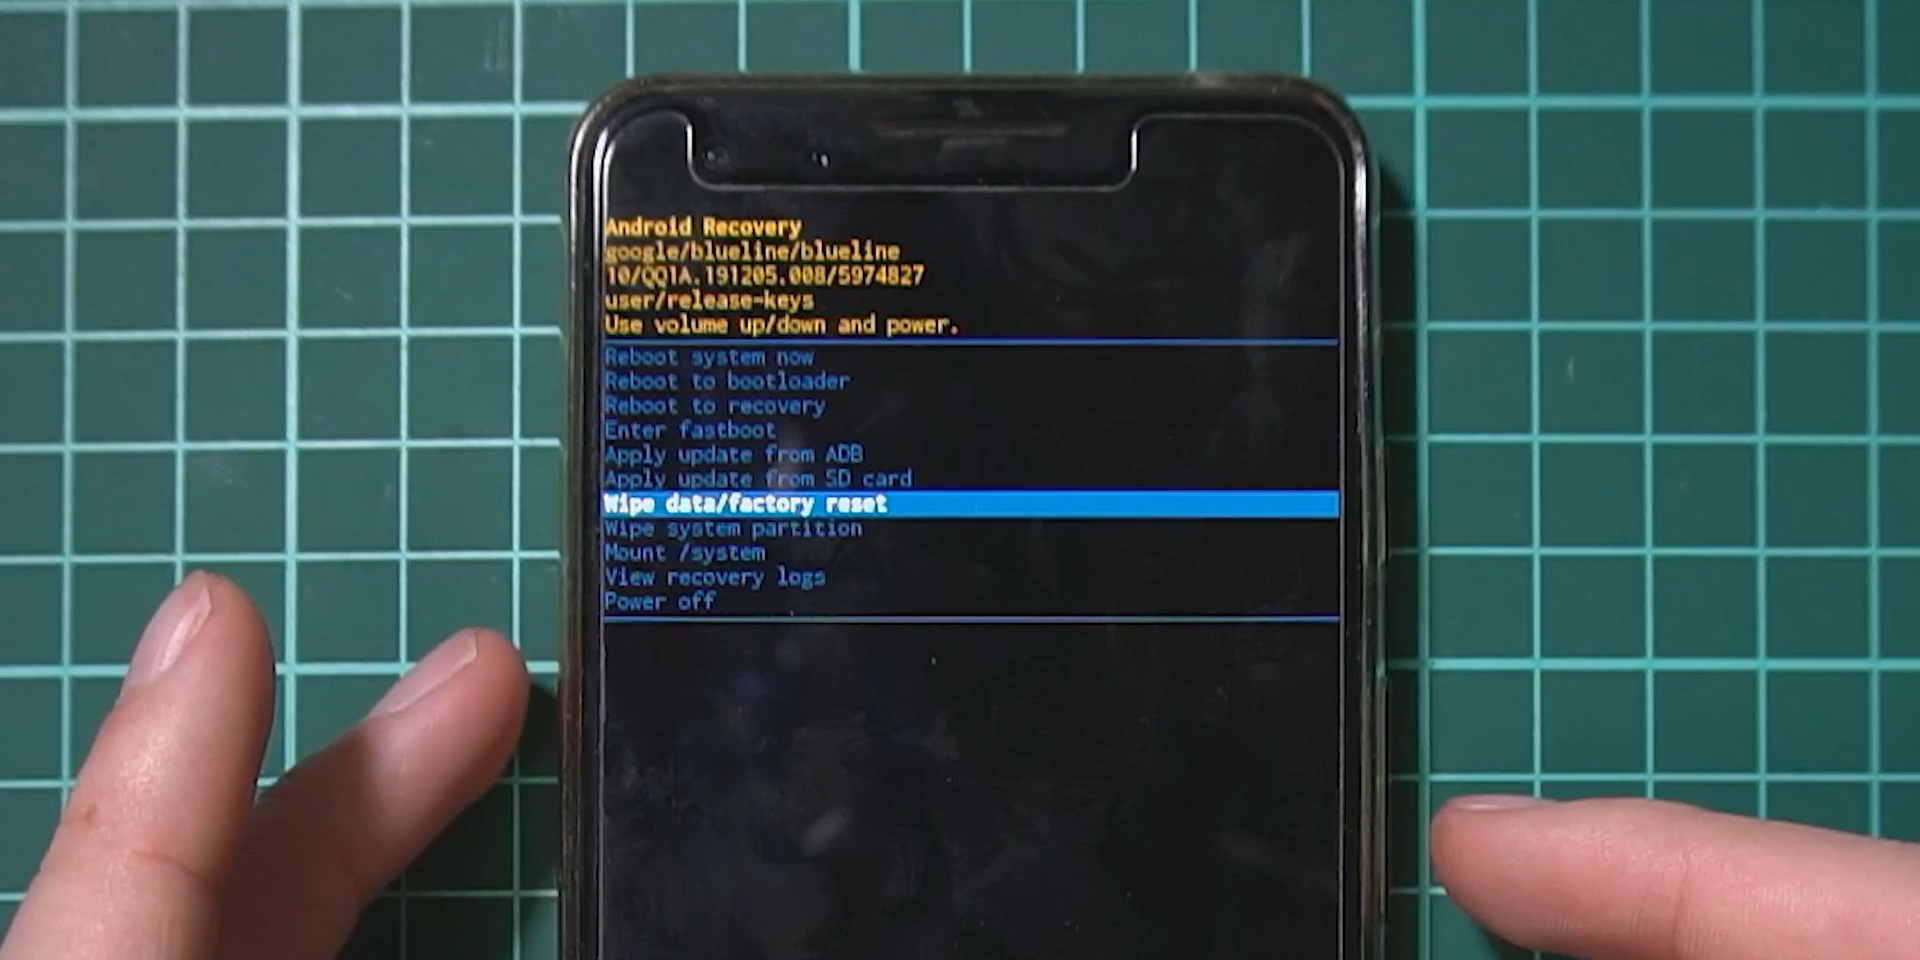 Android Recovery
google/blueline/blueline
10/QQ1A.191205.008/5974827
user/release-keys
Use volume up/down and power.
Reboot system now
Reboot to bootloader
Reboot to recovery
Enter fastboot
Apply update from ADB
Apply update from SD card
Wipe data/factory reset
Wipe system partition
Mount /system
View recovery logs
Power off